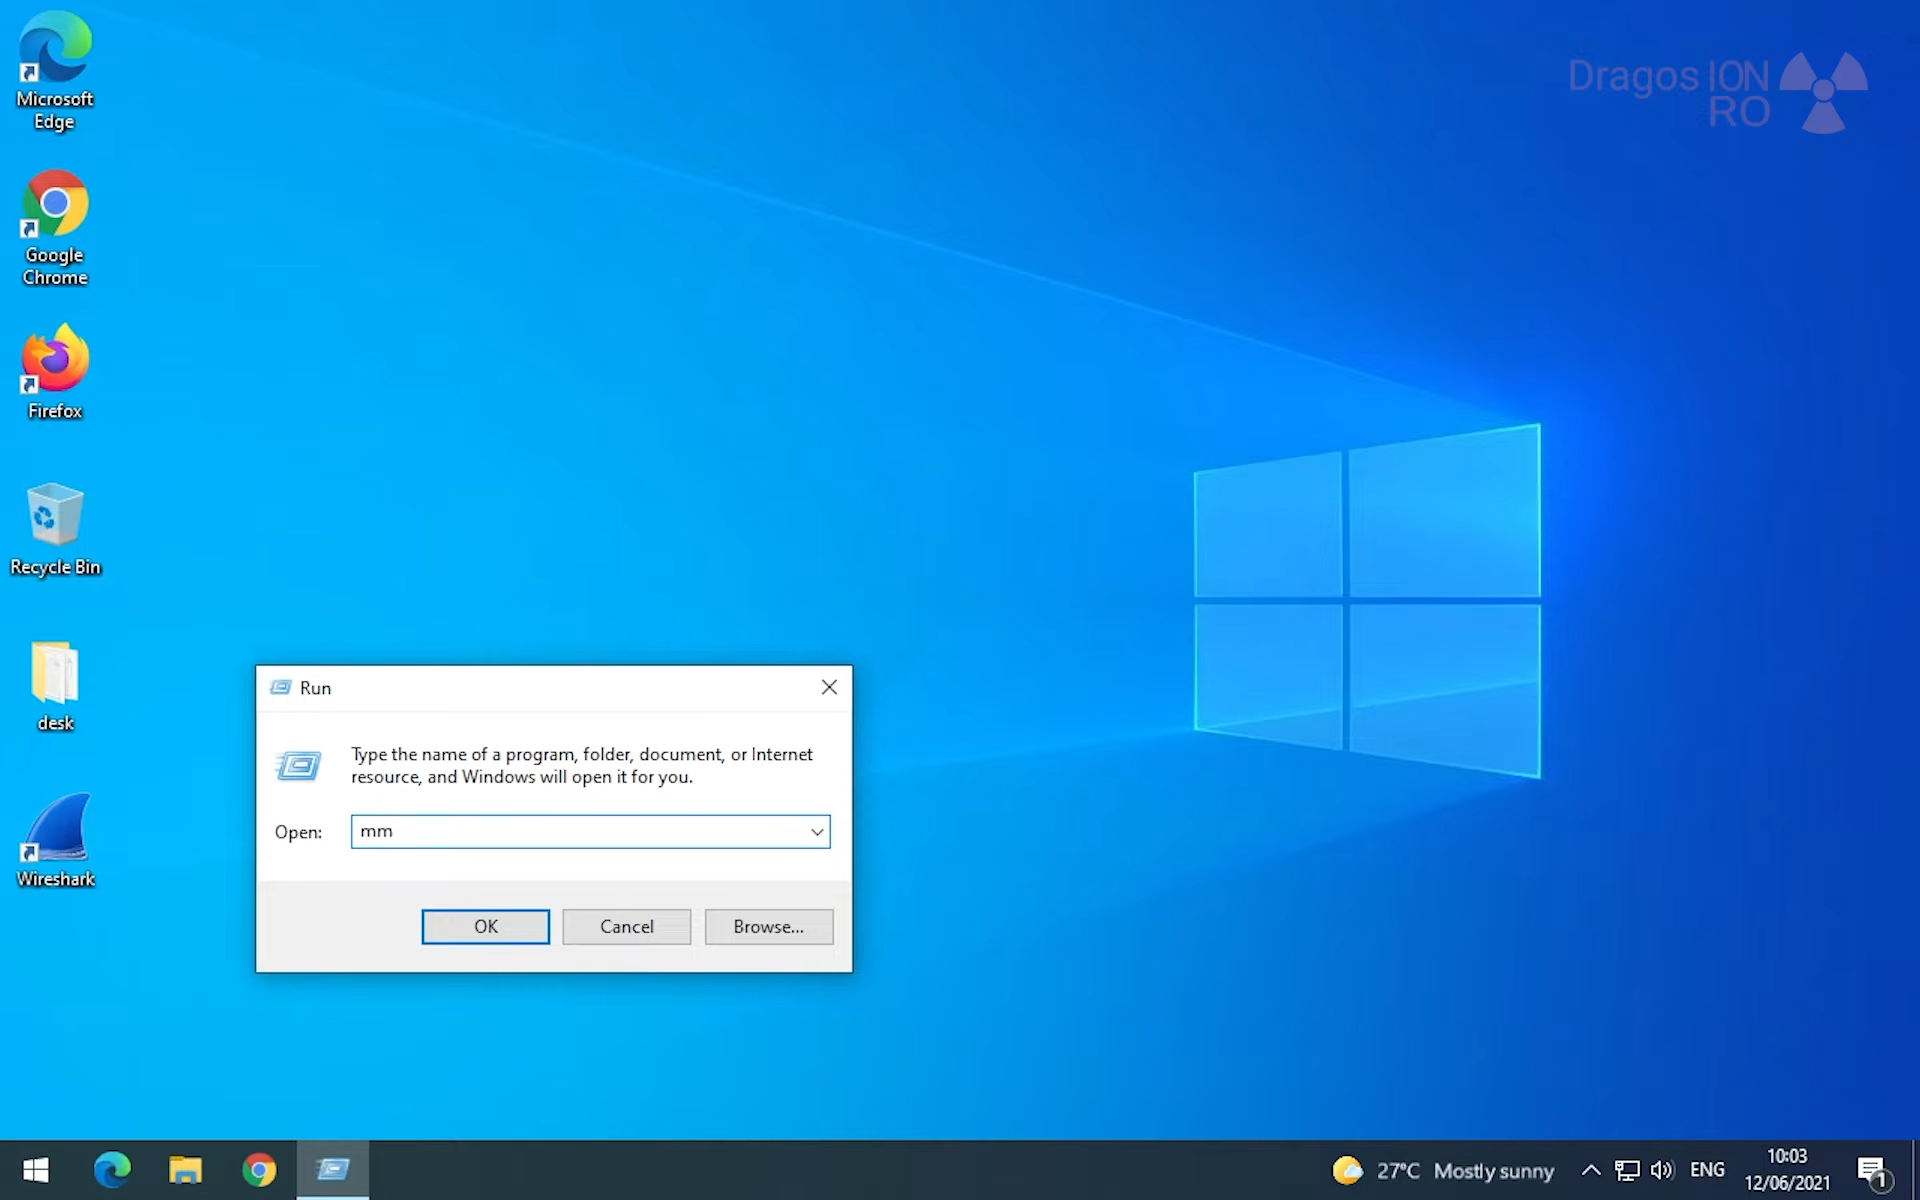 Microsoft
Edge
Google
Chrome
Firefox
Recycle Bin
desk
Wireshark
Dragos ION
RO
Run
Type the name of a program, folder, document, or Internet
resource, and Windows will open it for you.
Open: mm
OK Cancel Browse...
27°C Mostly sunny ENG 10:03
12/06/2021
1